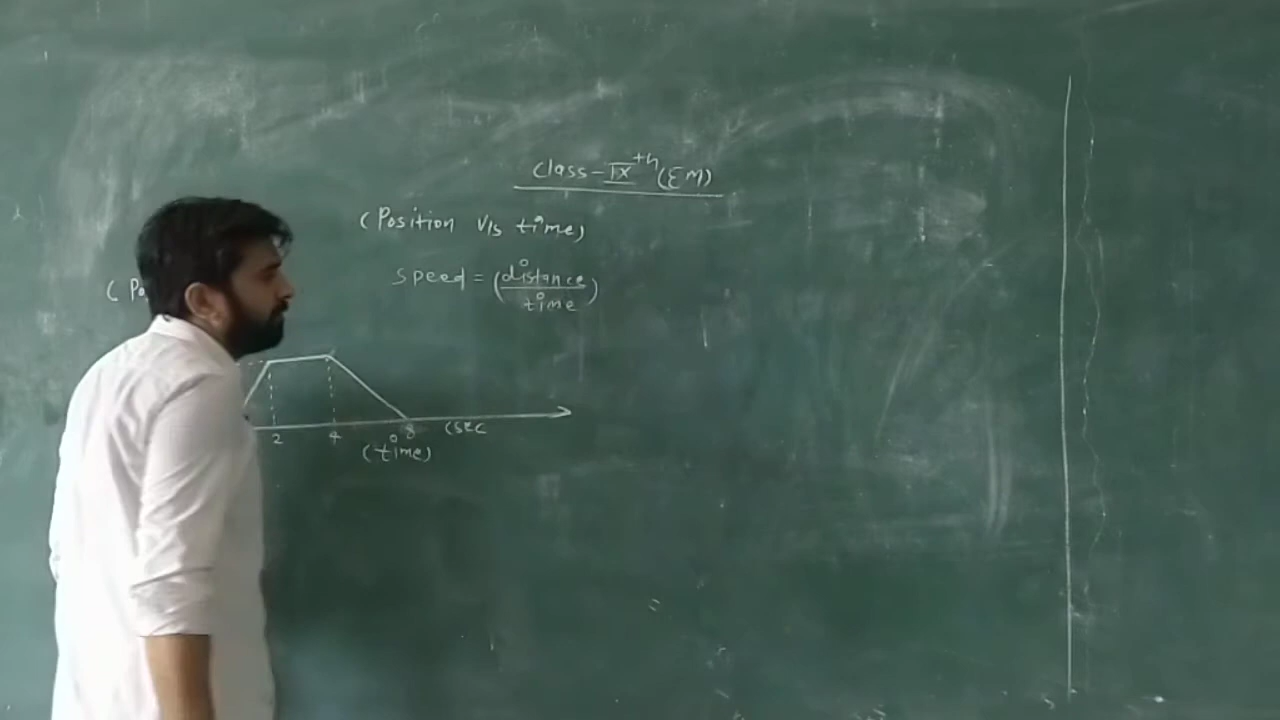 Class-IX th (EM)
(Position V/s time)
Speed = (distance/time)
(Po
2 4 8 (sec
(time)